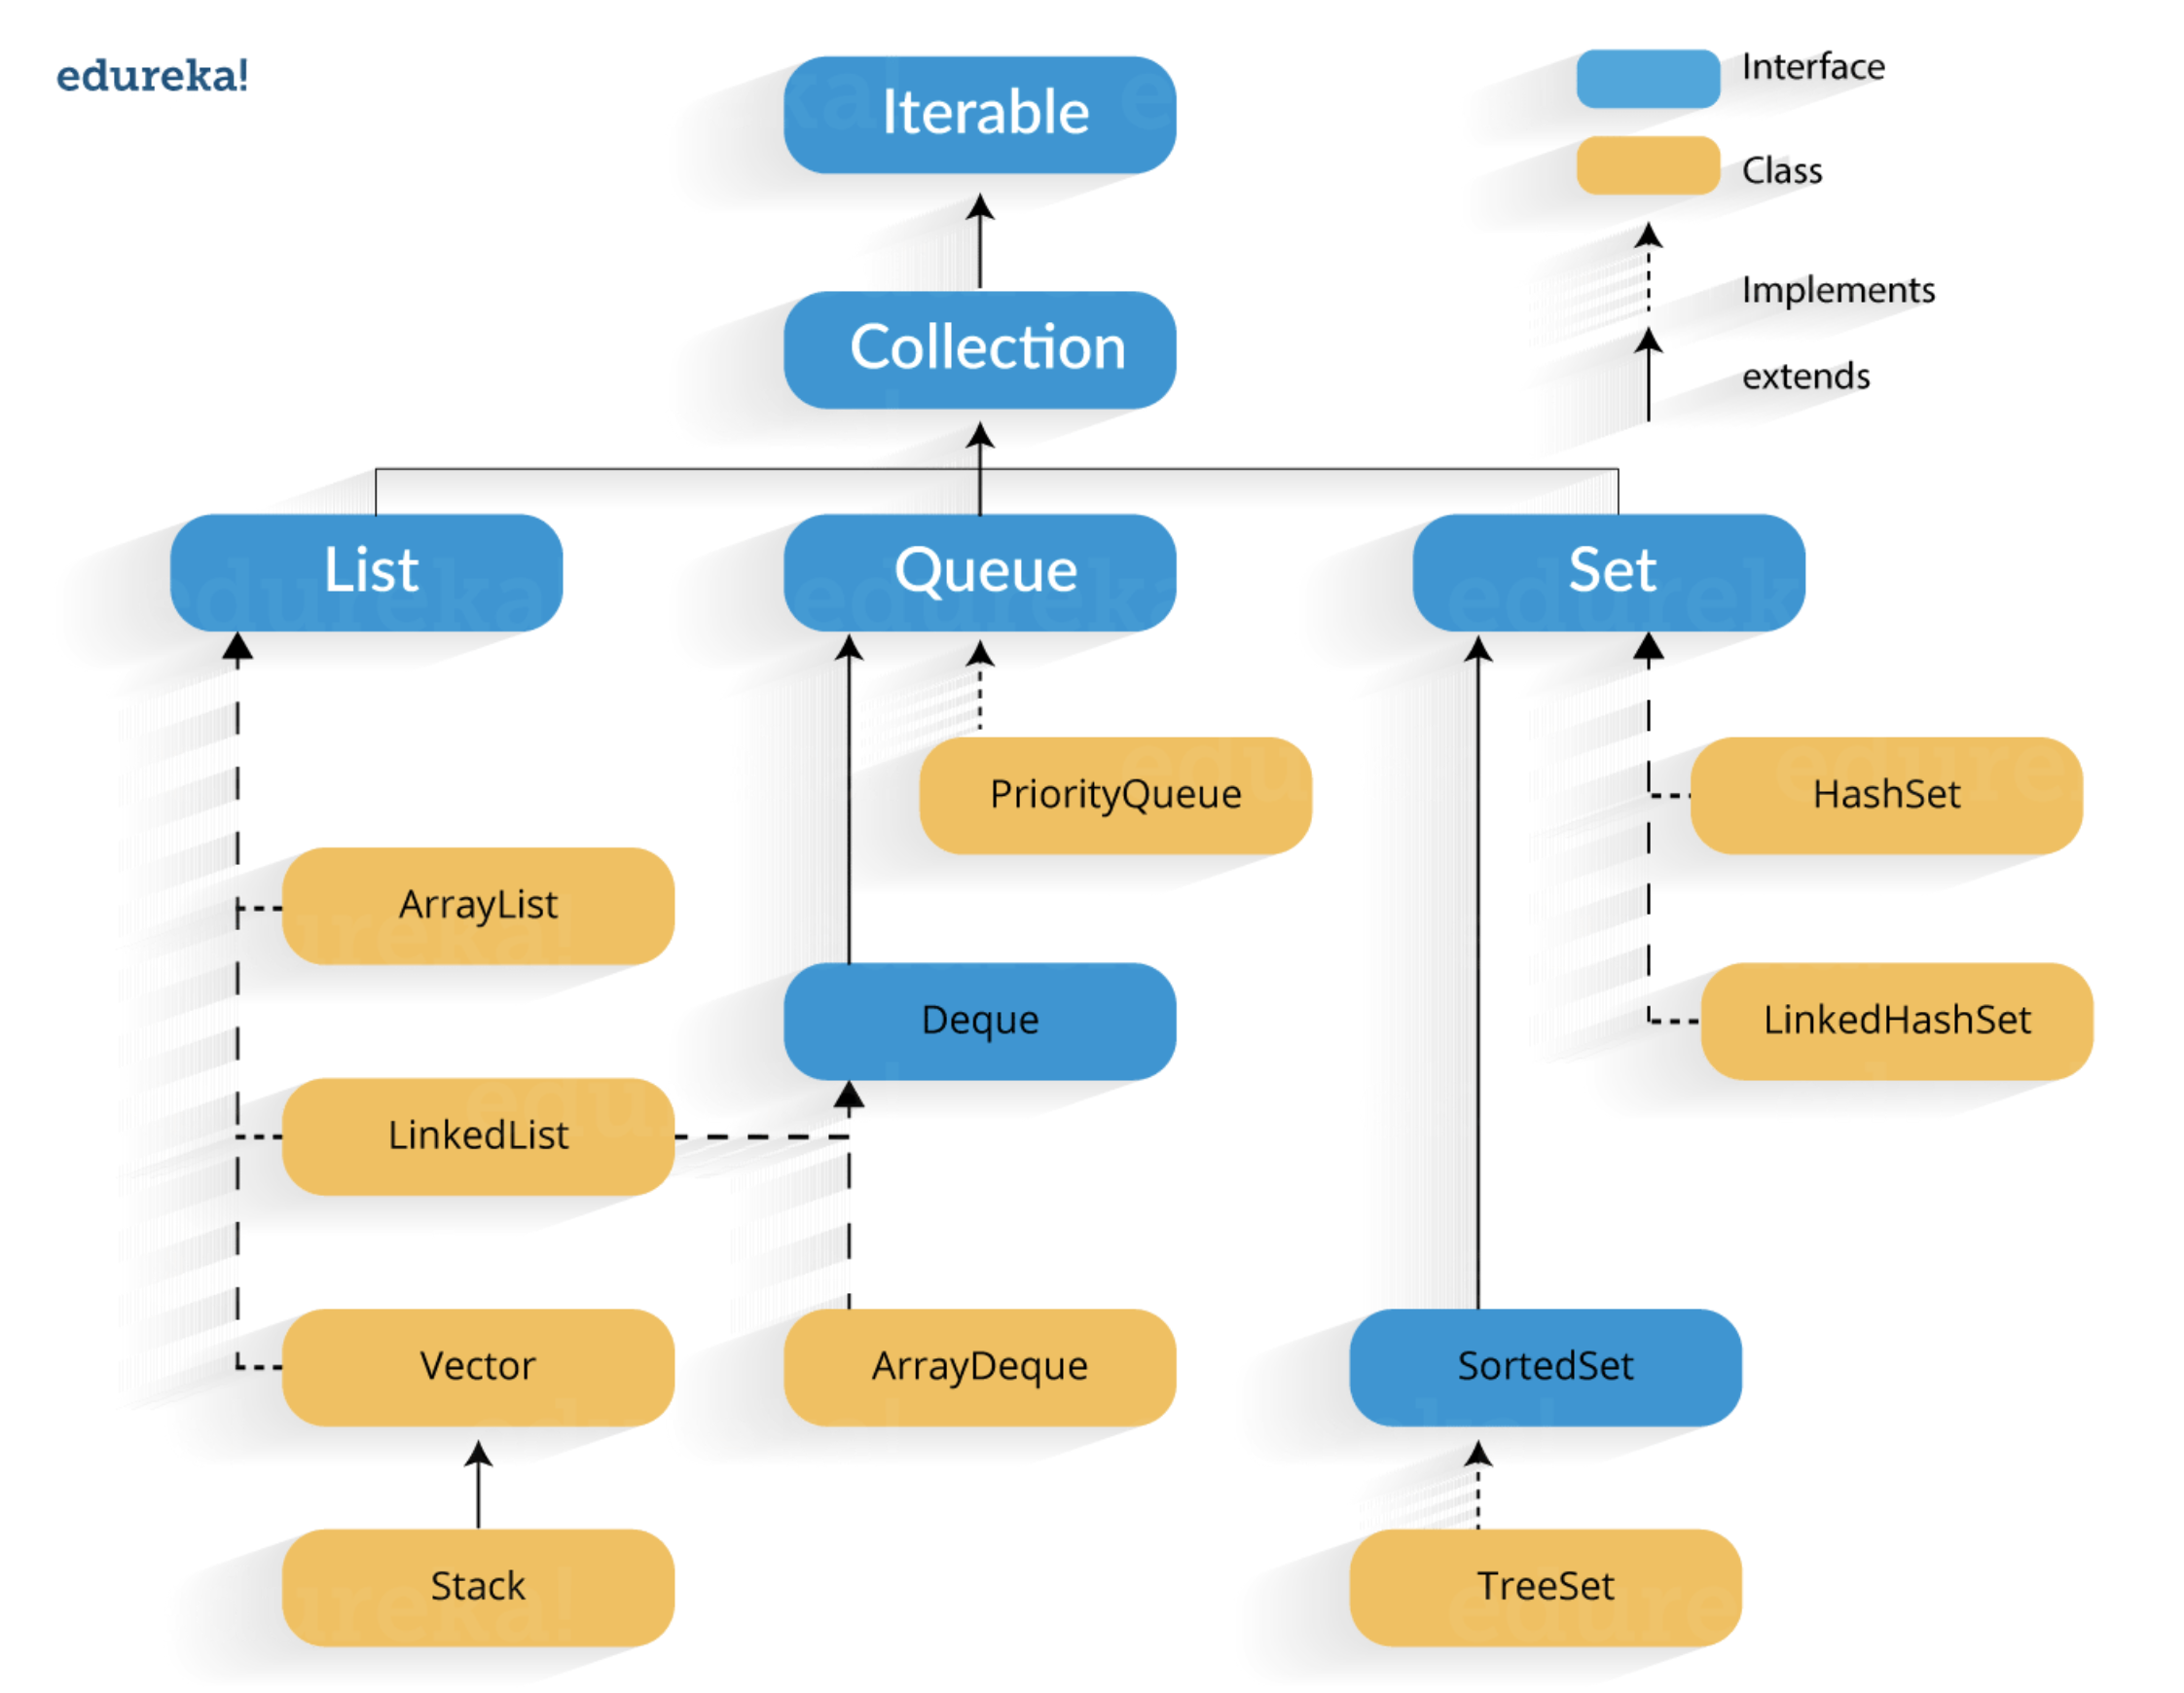 edureka!
Iterable
Interface
Class
Collection
Implements
extends
List
Queue
Set
PriorityQueue
HashSet
ArrayList
Deque
LinkedHashSet
LinkedList
Vector
ArrayDeque
SortedSet
Stack
TreeSet